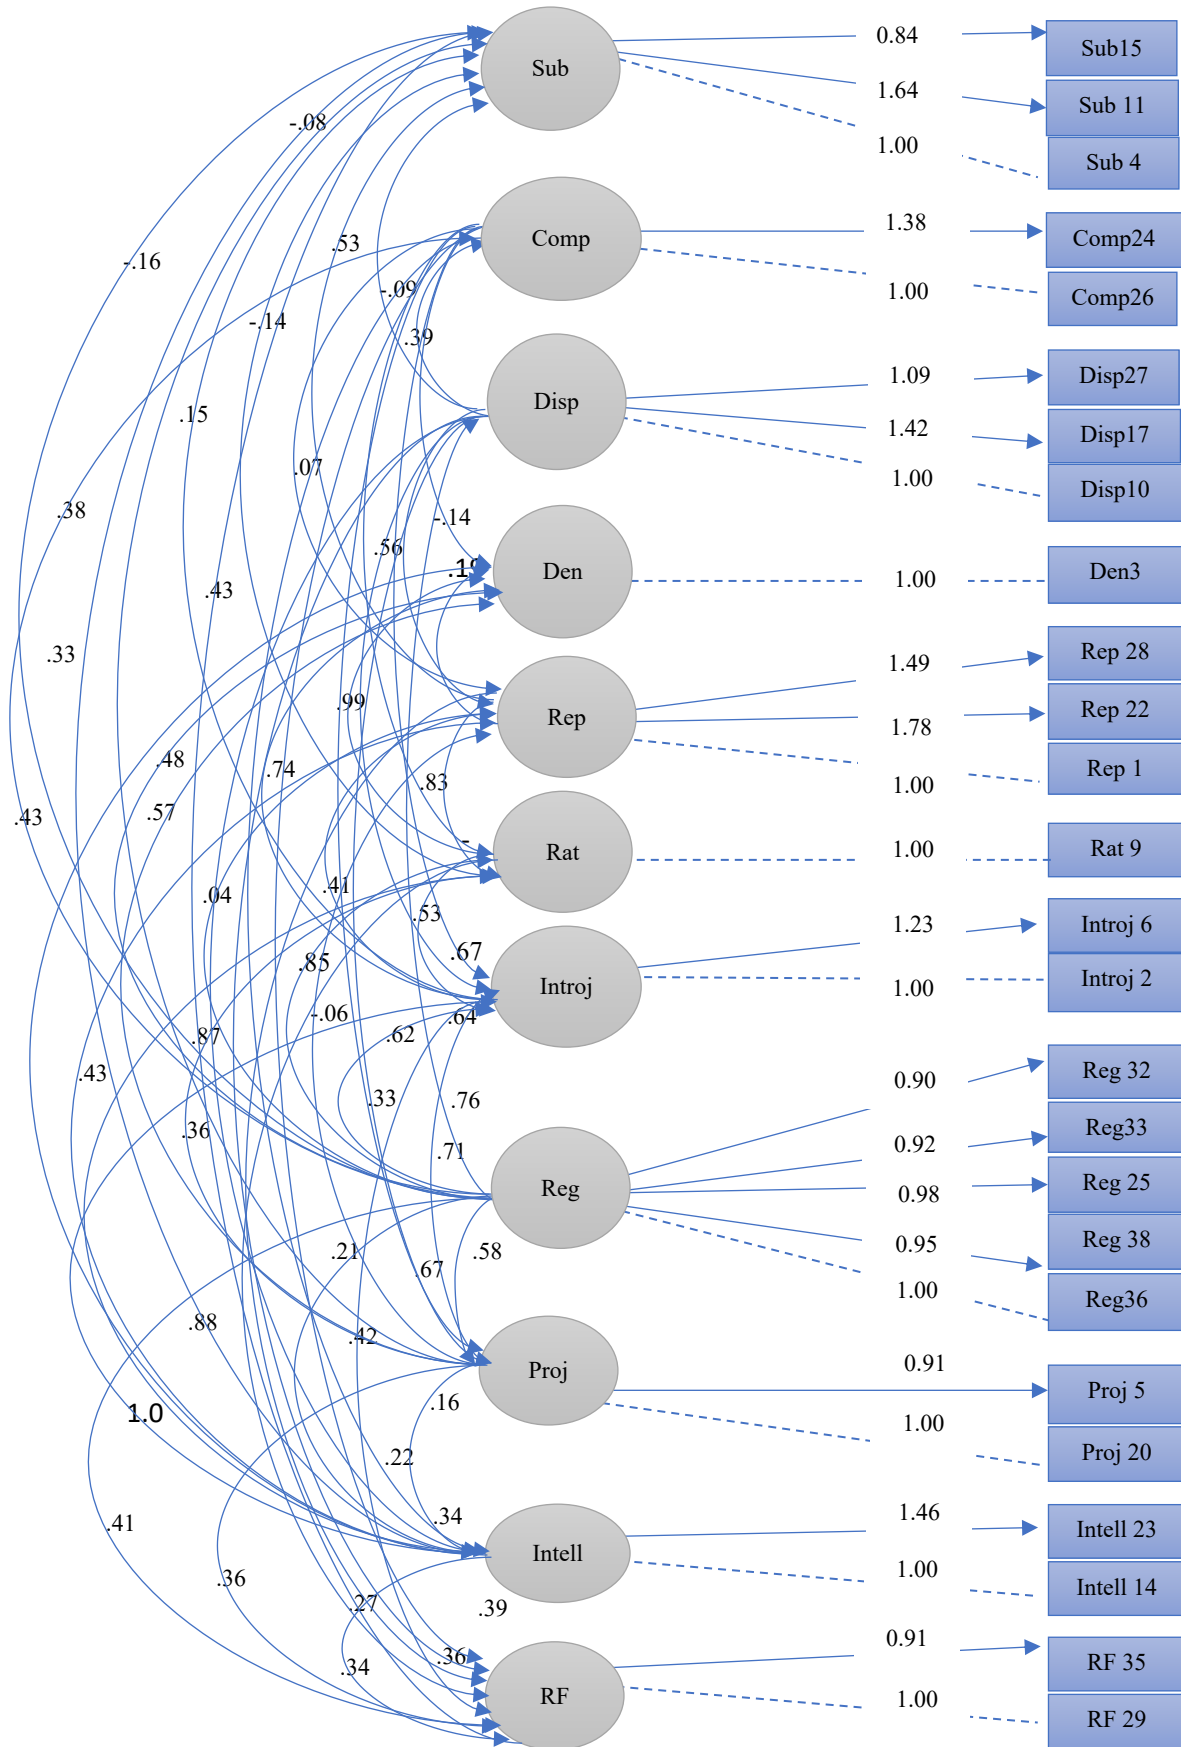 0.84
Sub15
Sub
1.64
Sub 11
-.08
1.00
Sub 4
1.38
Comp24
Comp
.53
-.16
-.09
1.00
Comp26
-.14
.39
1.09
Disp27
Disp
.15
1.42
Disp17
.07
1.00
Disp10
.38
-.14
.56
Den
1.00
Den3
.43
.33
1.49
Rep 28
.99
Rep
1.78
Rep 22
.48
.74
.83
1.00
Rep 1
.57
.43
-
Rat
1.00
Rat 9
.04
.41
.53
1.23
Introj 6
.67
.85
Introj
1.00
Introj 2
-.06
.64
.87
.62
.43
0.90
Reg 32
.33
.76
.36
0.92
Reg33
.71
Reg
0.98
Reg 25
.21
.58
0.95
Reg 38
.67
1.00
Reg36
.88
.42
Proj
0.91
Proj 5
.16
1.0
1.00
Proj 20
.22
.34
1.46
Intell 23
.41
Intell
1.00
Intell 14
.36
.27
.39
0.91
RF 35
.36
.34
RF
1.00
RF 29